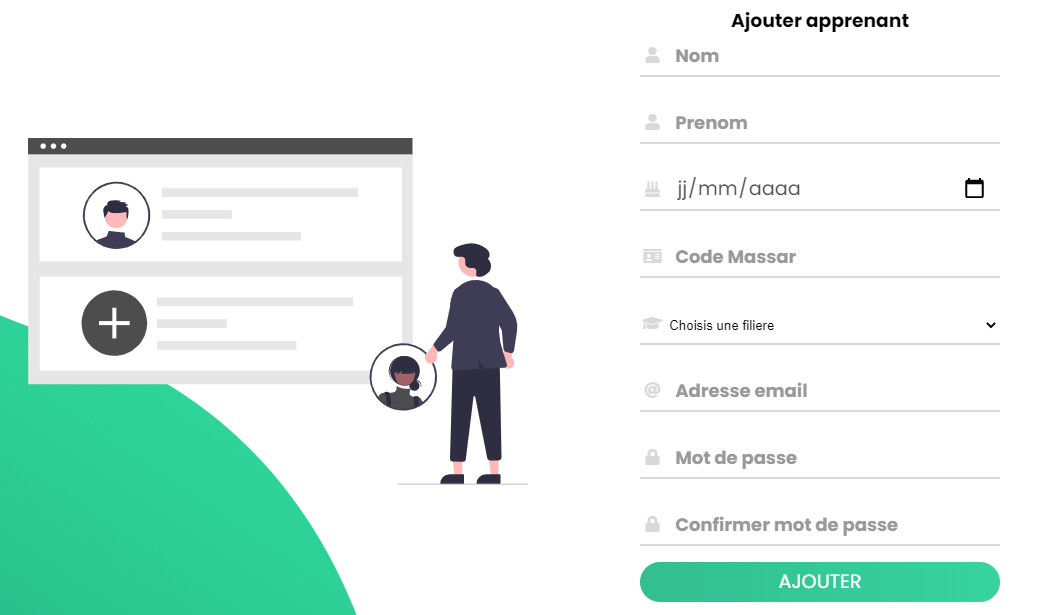 Ajouter apprenant
Nom
Prenom
jj/mm/aaaa
Code Massar
Choisis une filiere
Adresse email
Mot de passe
Confirmer mot de passe
AJOUTER